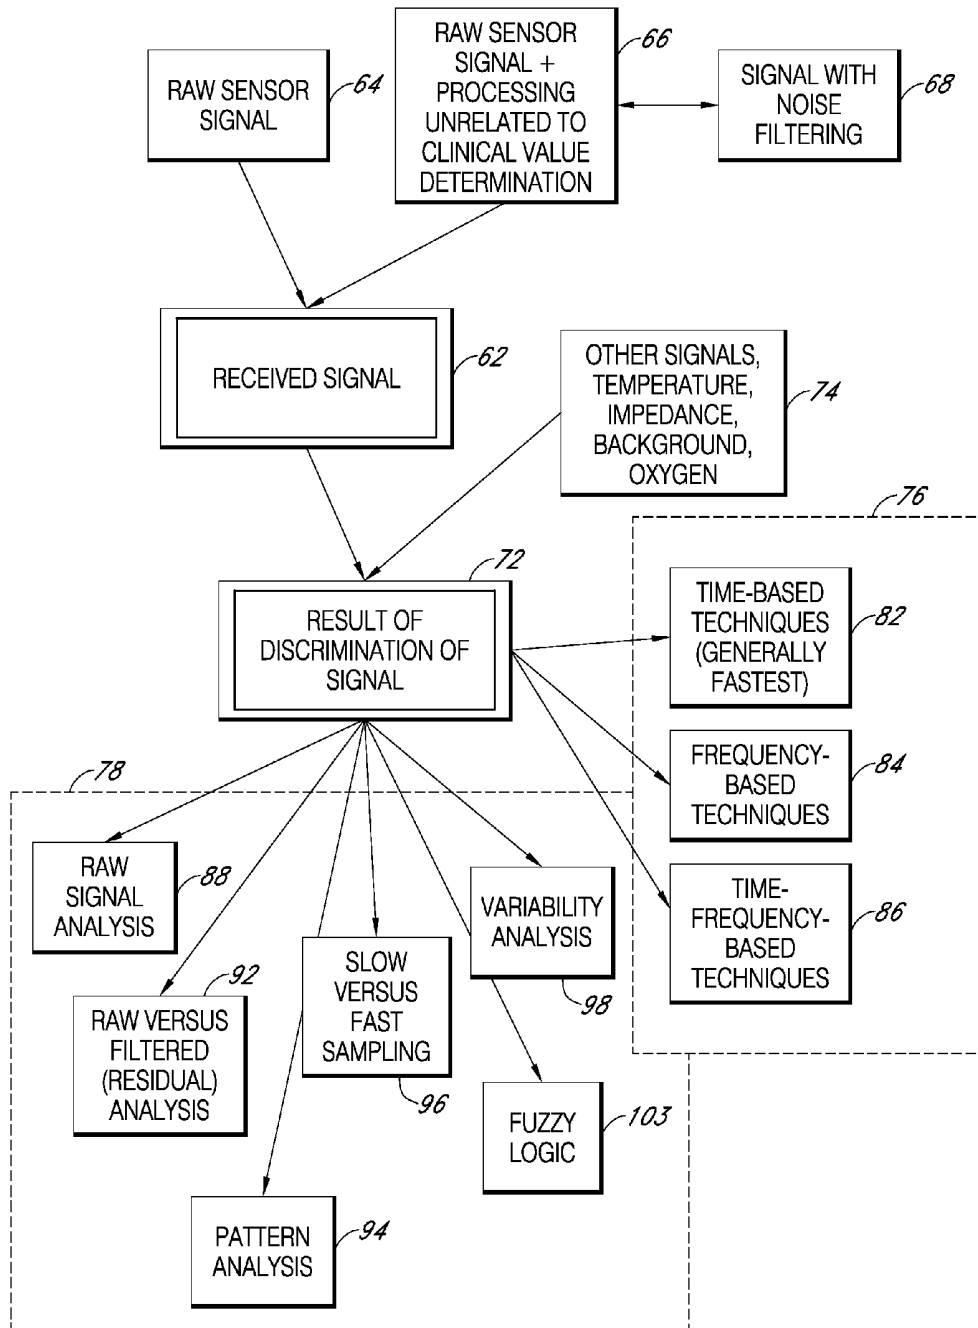 RAW SENSOR
SIGNAL
64
RAW SENSOR
SIGNAL +
PROCESSING
UNRELATED TO
CLINICAL VALUE
DETERMINATION
66
SIGNAL WITH
NOISE
FILTERING
68
RECEIVED SIGNAL
62
OTHER SIGNALS,
TEMPERATURE,
IMPEDANCE,
BACKGROUND,
OXYGEN
74
76
72
RESULT OF
DISCRIMINATION OF
SIGNAL
TIME-BASED
TECHNIQUES
(GENERALLY
FASTEST)
82
FREQUENCY-
BASED
TECHNIQUES
84
TIME-
FREQUENCY-
BASED
TECHNIQUES
86
78
RAW
SIGNAL
ANALYSIS
88
VARIABILITY
ANALYSIS
98
92
RAW VERSUS
FILTERED
(RESIDUAL)
ANALYSIS
SLOW
VERSUS
FAST
SAMPLING
96
FUZZY
LOGIC
103
PATTERN
ANALYSIS
94